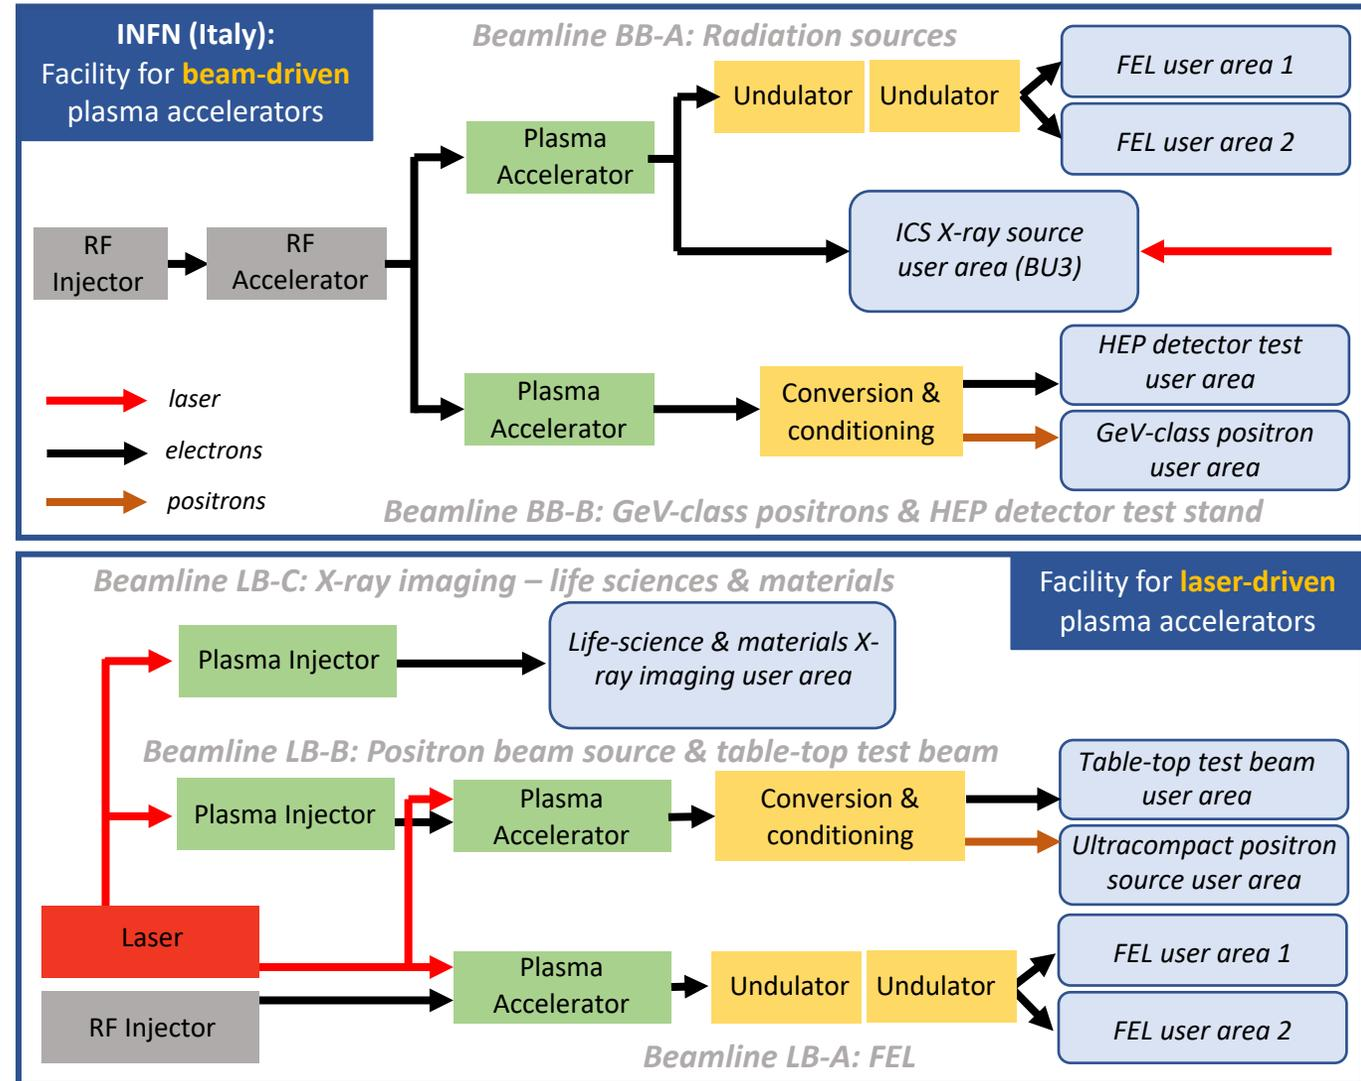 INFN (Italy):
Facility for beam-driven
plasma accelerators
Beamline BB-A: Radiation sources
Undulator
Undulator
FEL user area 1
FEL user area 2
Plasma
Accelerator
ICS X-ray source
user area (BU3)
RF
Injector
RF
Accelerator
HEP detector test
user area
Plasma
Accelerator
Conversion &
conditioning
GeV-class positron
user area
laser
electrons
positrons
Beamline BB-B: GeV-class positrons & HEP detector test stand
Beamline LB-C: X-ray imaging – life sciences & materials
Facility for laser-driven
plasma accelerators
Plasma Injector
Life-science & materials X-
ray imaging user area
Beamline LB-B: Positron beam source & table-top test beam
Plasma Injector
Plasma
Accelerator
Conversion &
conditioning
Table-top test beam
user area
Ultracompact positron
source user area
Laser
RF Injector
Plasma
Accelerator
Undulator
Undulator
FEL user area 1
FEL user area 2
Beamline LB-A: FEL